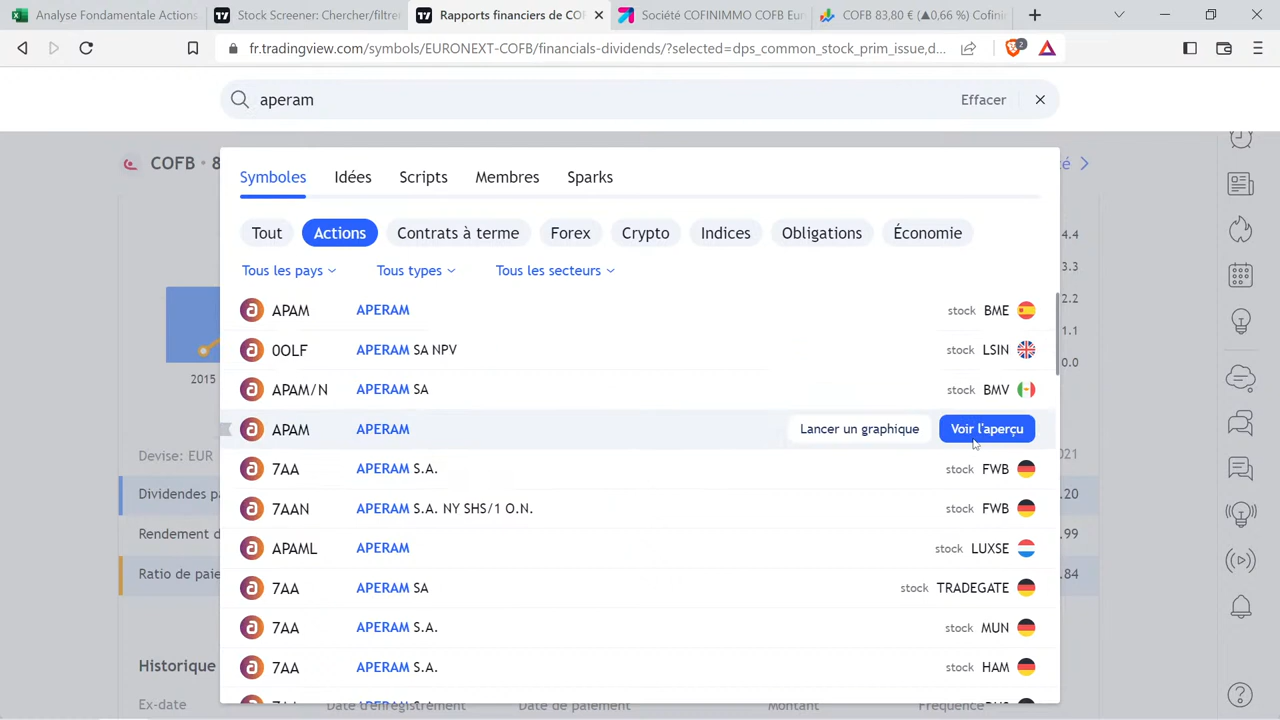 Analyse Fondamentale Actions
Stock Screener: Chercher/filtrer
Rapports financiers de COF
Société COFINIMMO COFB Eur
COFB 83,80 € (▲0,66 %) Cofini
fr.tradingview.com/symbols/EURONEXT-COFB/financials-dividends/?selected=dps_common_stock_prim_issue,d...
2
aperam
Effacer
COFB • 8
té
Symboles
Idées
Scripts
Membres
Sparks
Tout
Actions
Contrats à terme
Forex
Crypto
Indices
Obligations
Économie
Tous les pays
Tous types
Tous les secteurs
APAM APERAM stock BME
0OLF APERAM SA NPV stock LSIN
APAM/N APERAM SA stock BMV
APAM APERAM Lancer un graphique Voir l'aperçu
7AA APERAM S.A. stock FWB
7AAN APERAM S.A. NY SHS/1 O.N. stock FWB
APAML APERAM stock LUXSE
7AA APERAM SA stock TRADEGATE
7AA APERAM S.A. stock MUN
7AA APERAM S.A. stock HAM
4.4
3.3
2.2
1.1
0.0
2015
Devise: EUR
021
Dividendes pa
.20
Rendement d
.99
Ratio de paie
.84
Historique
Ex-date
Date d'enregistrement
Date de paiement
Montant
Fréquence